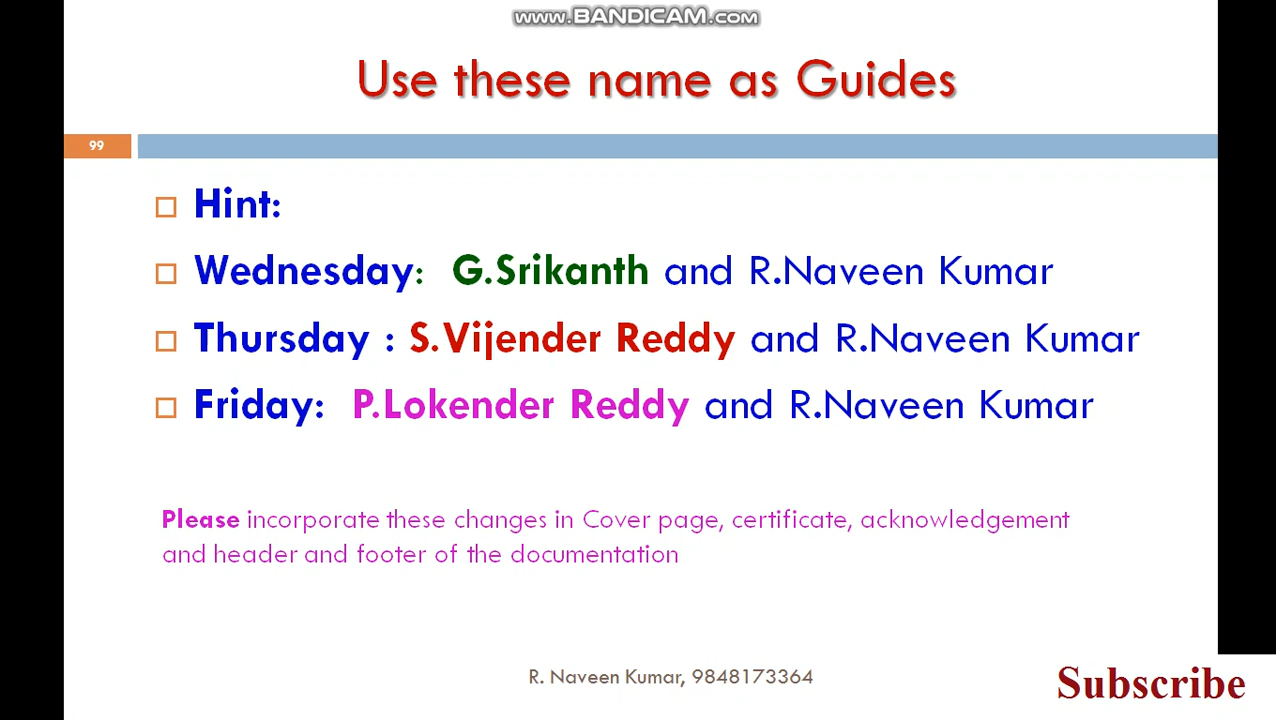 www.BANDICAM.com
Use these name as Guides
99
Hint:
Wednesday: G.Srikanth and R.Naveen Kumar
Thursday : S.Vijender Reddy and R.Naveen Kumar
Friday: P.Lokender Reddy and R.Naveen Kumar
Please incorporate these changes in Cover page, certificate, acknowledgement
and header and footer of the documentation
R. Naveen Kumar, 9848173364
Subscribe